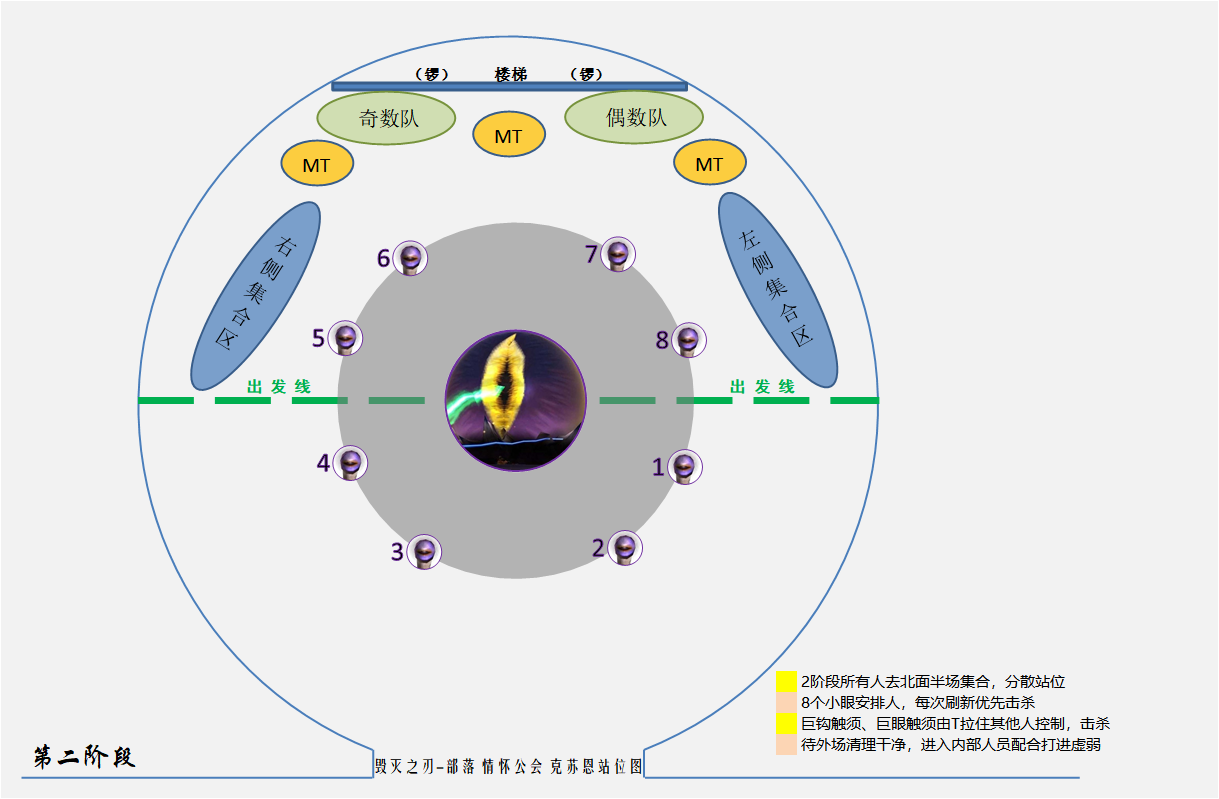 （锣） 楼梯 （锣）
奇数队 偶数队
MT
MT
MT
右侧集合区
左侧集合区
6
7
5
8
出发线
出发线
4
1
3
2
2阶段所有人去北面半场集合，分散站位
8个小眼安排人，每次刷新优先击杀
巨钩触须、巨眼触须由T拉住其他人控制，击杀
待外场清理干净，进入内部人员配合打进虚弱
第二阶段
毁灭之刃-部落 情怀公会 克苏恩站位图